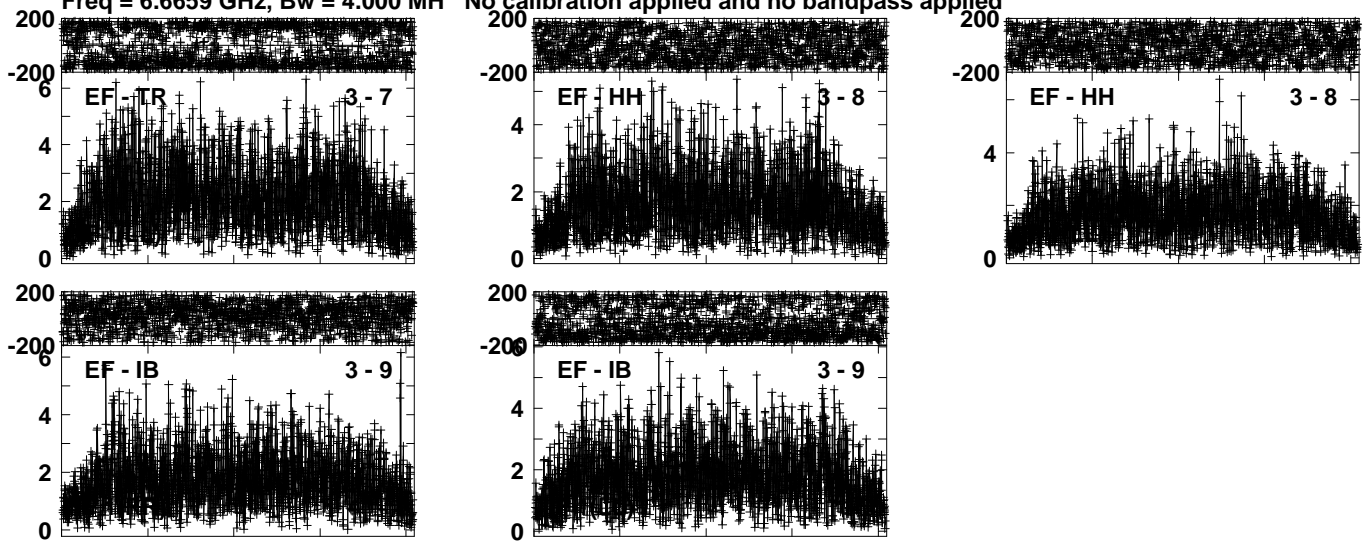 Freq = 6.6659 GHz, Bw = 4.000 MH No calibration applied and no bandpass applied
200 200 200
-200 -200 -200
6 EF - TR 3 - 7 EF - HH 3 - 8 EF - HH 3 - 8
4 4 4
2 2
0 0 0
200 200
-200 -200
6 EF - IB 3 - 9 6 EF - IB 3 - 9
4 4
2 2
0 0